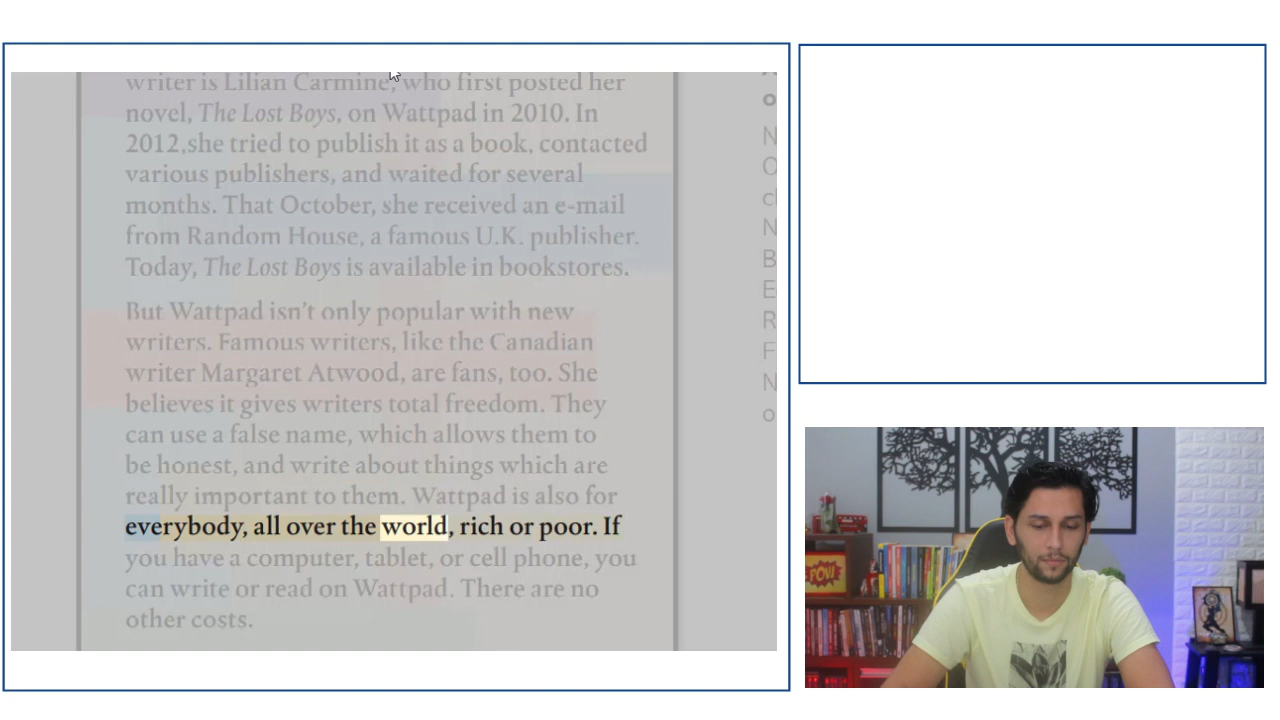 writer is Lilian Carmine, who first posted her
novel, The Lost Boys, on Wattpad in 2010. In
2012,she tried to publish it as a book, contacted
various publishers, and waited for several
months. That October, she received an e-mail
from Random House, a famous U.K. publisher.
Today, The Lost Boys is available in bookstores.
But Wattpad isn't only popular with new
writers. Famous writers, like the Canadian
writer Margaret Atwood, are fans, too. She
believes it gives writers total freedom. They
can use a false name, which allows them to
be honest, and write about things which are
really important to them. Wattpad is also for
everybody, all over the world, rich or poor. If
you have a computer, tablet, or cell phone, you
can write or read on Wattpad. There are no
other costs.
o
N
O
cl
N
B
E
R
F
N
o
POW!